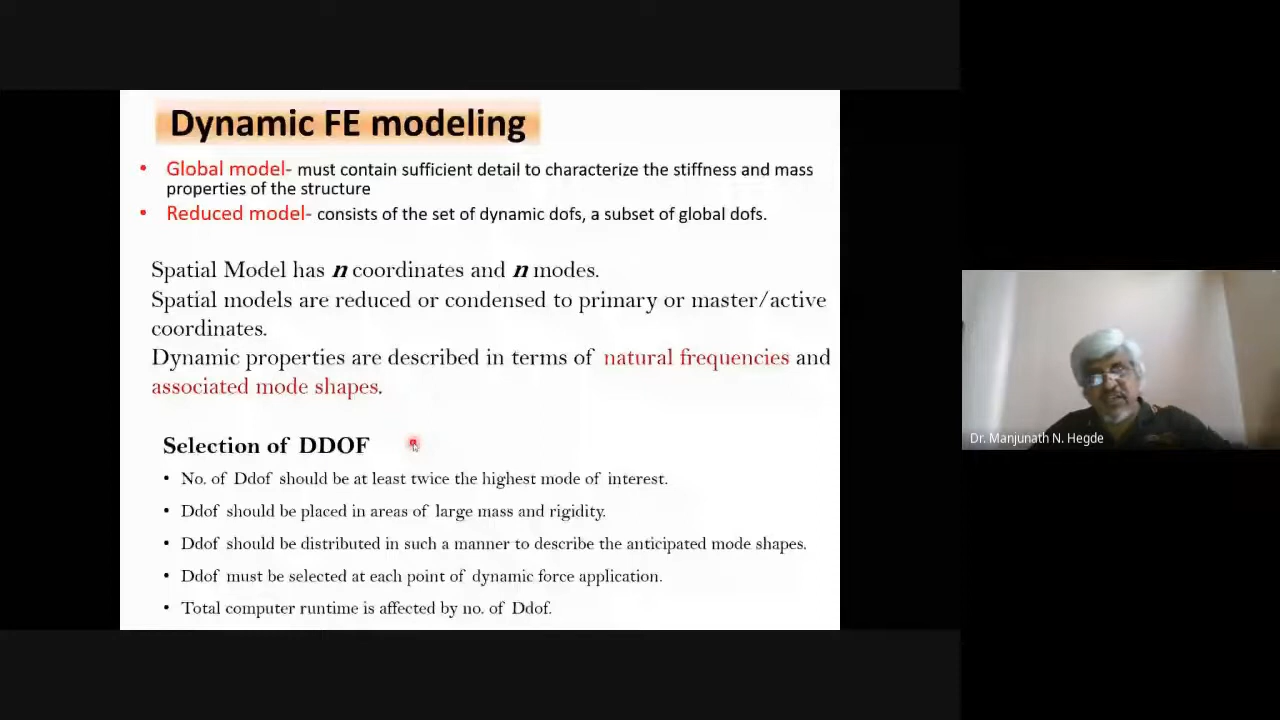 Dynamic FE modeling
• Global model- must contain sufficient detail to characterize the stiffness and mass
properties of the structure
• Reduced model- consists of the set of dynamic dofs, a subset of global dofs.
Spatial Model has n coordinates and n modes.
Spatial models are reduced or condensed to primary or master/active
coordinates.
Dynamic properties are described in terms of natural frequencies and
associated mode shapes.
Selection of DDOF
• No. of Ddof should be at least twice the highest mode of interest.
• Ddof should be placed in areas of large mass and rigidity.
• Ddof should be distributed in such a manner to describe the anticipated mode shapes.
• Ddof must be selected at each point of dynamic force application.
• Total computer runtime is affected by no. of Ddof.
Dr. Manjunath N. Hegde